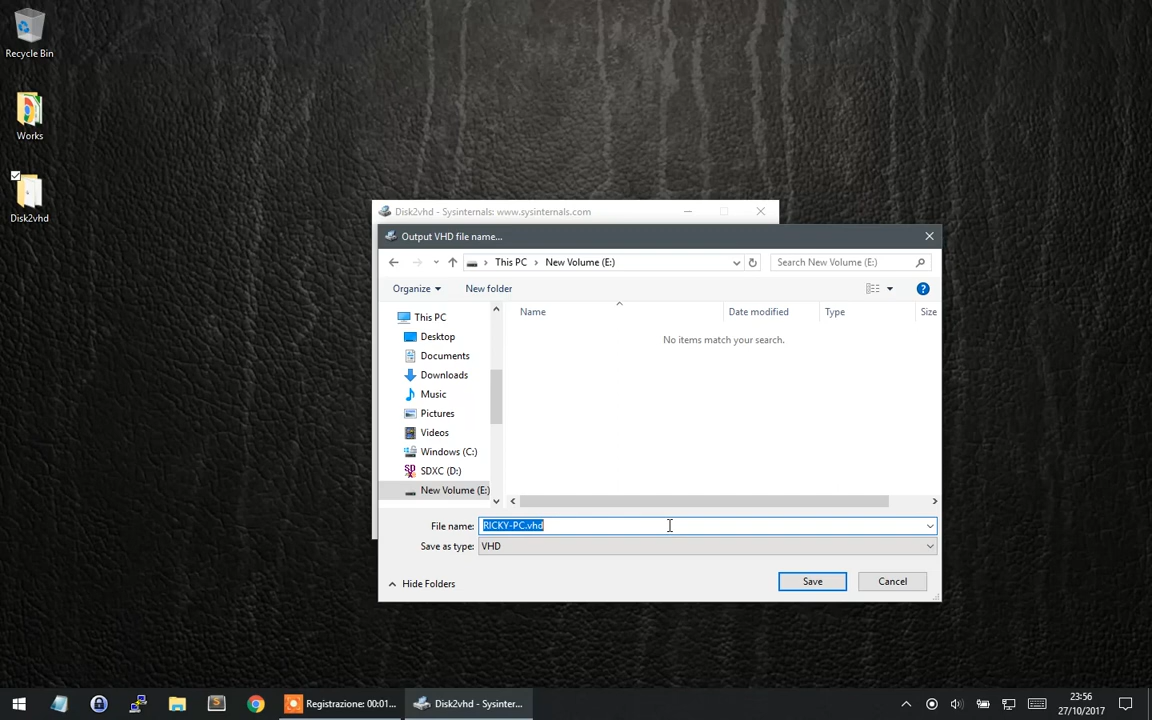 Recycle Bin
Works
Disk2vhd
Disk2vhd - Sysinternals: www.sysinternals.com
Output VHD file name...
This PC
New Volume (E:)
Search New Volume (E:)
Organize
New folder
?
Name
Date modified
Type
Size
No items match your search.
This PC
Desktop
Documents
Downloads
Music
Pictures
Videos
Windows (C:)
SDXC (D:)
New Volume (E:)
File name:
RICKY-PC.vhd
Save as type:
VHD
Hide Folders
Save
Cancel
Registrazione: 00:01...
Disk2vhd - Sysinter...
23:56
27/10/2017